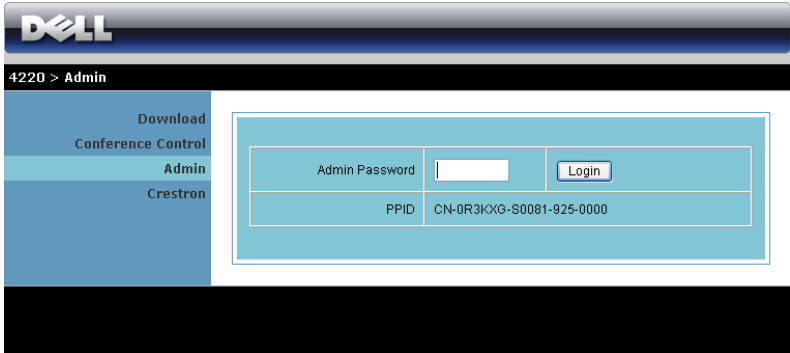 DELL
4220 > Admin
Download
Conference Control
Admin
Crestron
Admin Password
Login
PPID
CN-0R3KXG-S0081-925-0000